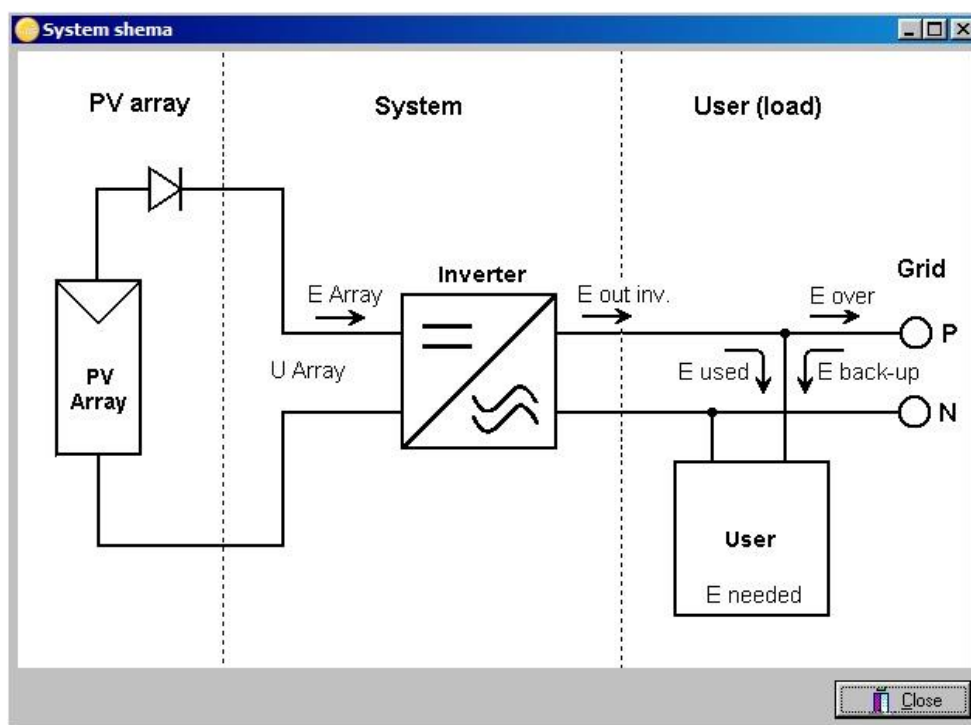 System shema
PV array
System
User (load)
Inverter
Grid
E Array
E out inv.
E over
P
U Array
E used
E back-up
PV
Array
N
User
E needed
Close